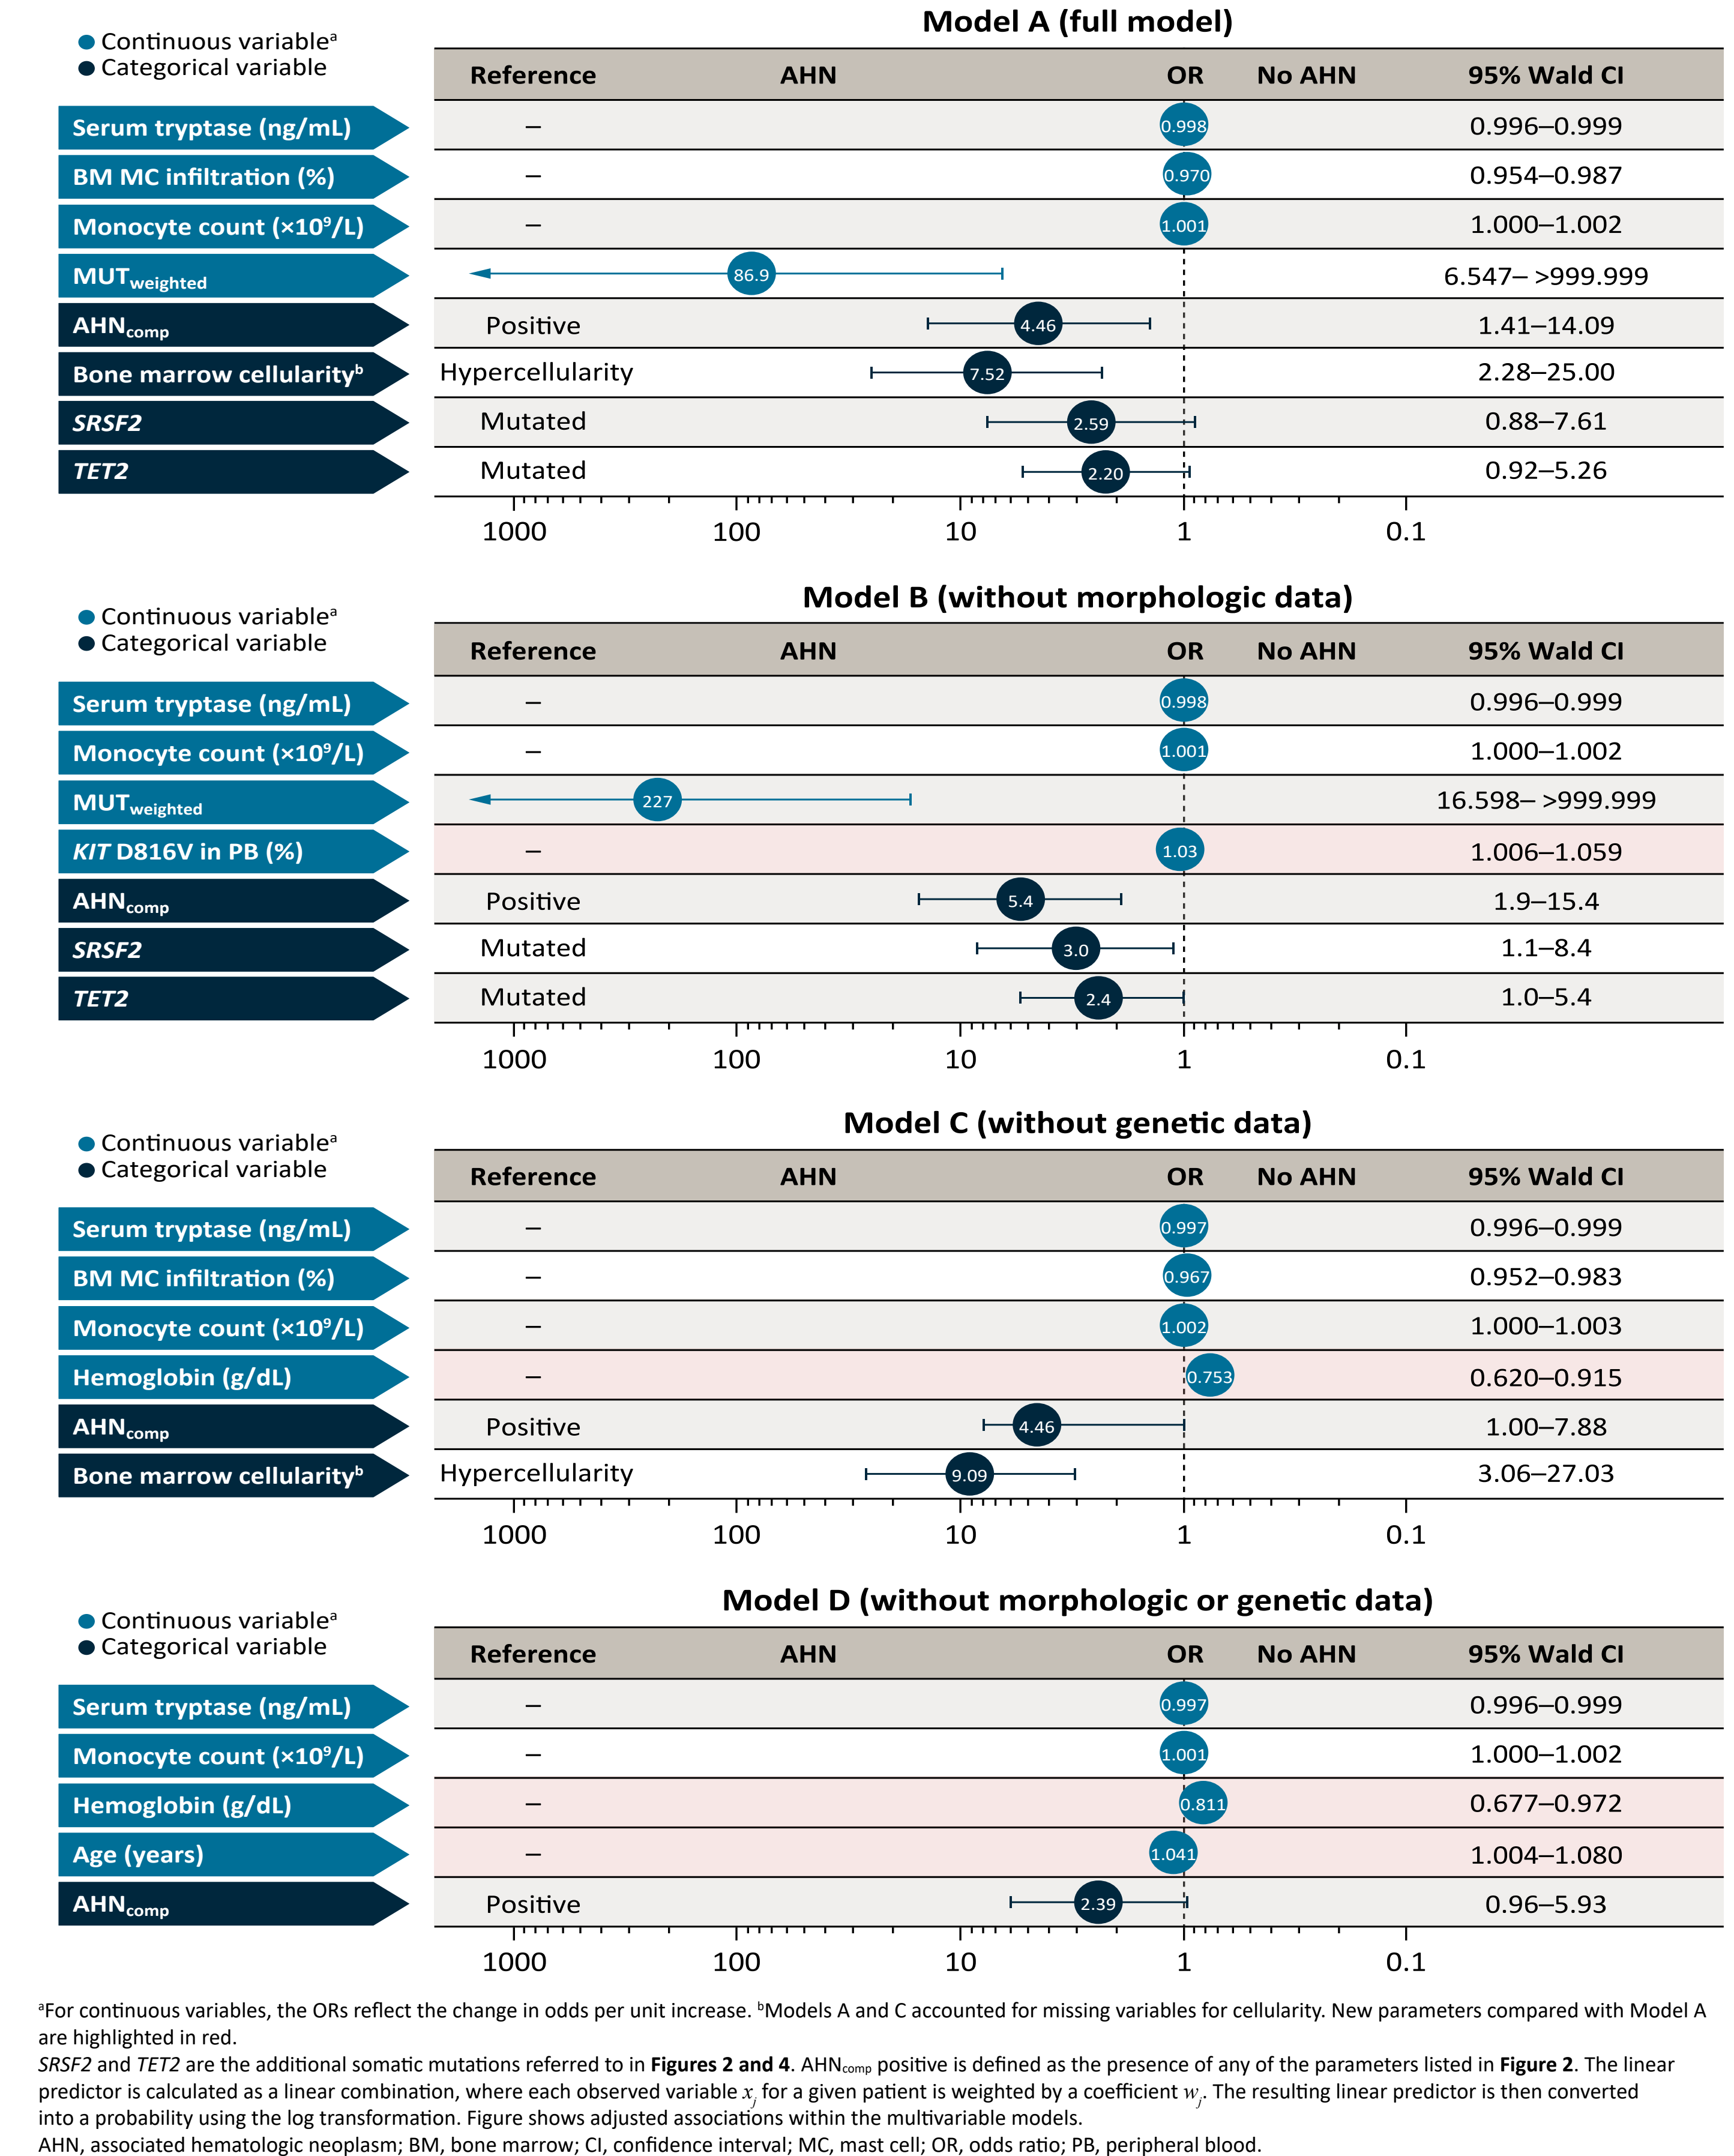 Model A (full model)
Continuous variableᵃ
Categorical variable
Reference AHN OR No AHN 95% Wald CI
Serum tryptase (ng/mL) – 0.998 0.996–0.999
BM MC infiltration (%) – 0.970 0.954–0.987
Monocyte count (×10⁹/L) – 1.001 1.000–1.002
MUTweighted 86.9 6.547– >999.999
AHNcomp Positive 4.46 1.41–14.09
Bone marrow cellularityᵇ Hypercellularity 7.52 2.28–25.00
SRSF2 Mutated 2.59 0.88–7.61
TET2 Mutated 2.20 0.92–5.26
1000 100 10 1 0.1
Model B (without morphologic data)
Continuous variableᵃ
Categorical variable
Reference AHN OR No AHN 95% Wald CI
Serum tryptase (ng/mL) – 0.998 0.996–0.999
Monocyte count (×10⁹/L) – 1.001 1.000–1.002
MUTweighted 227 16.598– >999.999
KIT D816V in PB (%) – 1.03 1.006–1.059
AHNcomp Positive 5.4 1.9–15.4
SRSF2 Mutated 3.0 1.1–8.4
TET2 Mutated 2.4 1.0–5.4
1000 100 10 1 0.1
Model C (without genetic data)
Continuous variableᵃ
Categorical variable
Reference AHN OR No AHN 95% Wald CI
Serum tryptase (ng/mL) – 0.997 0.996–0.999
BM MC infiltration (%) – 0.967 0.952–0.983
Monocyte count (×10⁹/L) – 1.002 1.000–1.003
Hemoglobin (g/dL) – 0.753 0.620–0.915
AHNcomp Positive 4.46 1.00–7.88
Bone marrow cellularityᵇ Hypercellularity 9.09 3.06–27.03
1000 100 10 1 0.1
Model D (without morphologic or genetic data)
Continuous variableᵃ
Categorical variable
Reference AHN OR No AHN 95% Wald CI
Serum tryptase (ng/mL) – 0.997 0.996–0.999
Monocyte count (×10⁹/L) – 1.001 1.000–1.002
Hemoglobin (g/dL) – 0.811 0.677–0.972
Age (years) – 1.041 1.004–1.080
AHNcomp Positive 2.39 0.96–5.93
1000 100 10 1 0.1
ᵃFor continuous variables, the ORs reflect the change in odds per unit increase. ᵇModels A and C accounted for missing variables for cellularity. New parameters compared with Model A
are highlighted in red.
SRSF2 and TET2 are the additional somatic mutations referred to in Figures 2 and 4. AHNcomp positive is defined as the presence of any of the parameters listed in Figure 2. The linear
predictor is calculated as a linear combination, where each observed variable xⱼ for a given patient is weighted by a coefficient wⱼ. The resulting linear predictor is then converted
into a probability using the log transformation. Figure shows adjusted associations within the multivariable models.
AHN, associated hematologic neoplasm; BM, bone marrow; CI, confidence interval; MC, mast cell; OR, odds ratio; PB, peripheral blood.